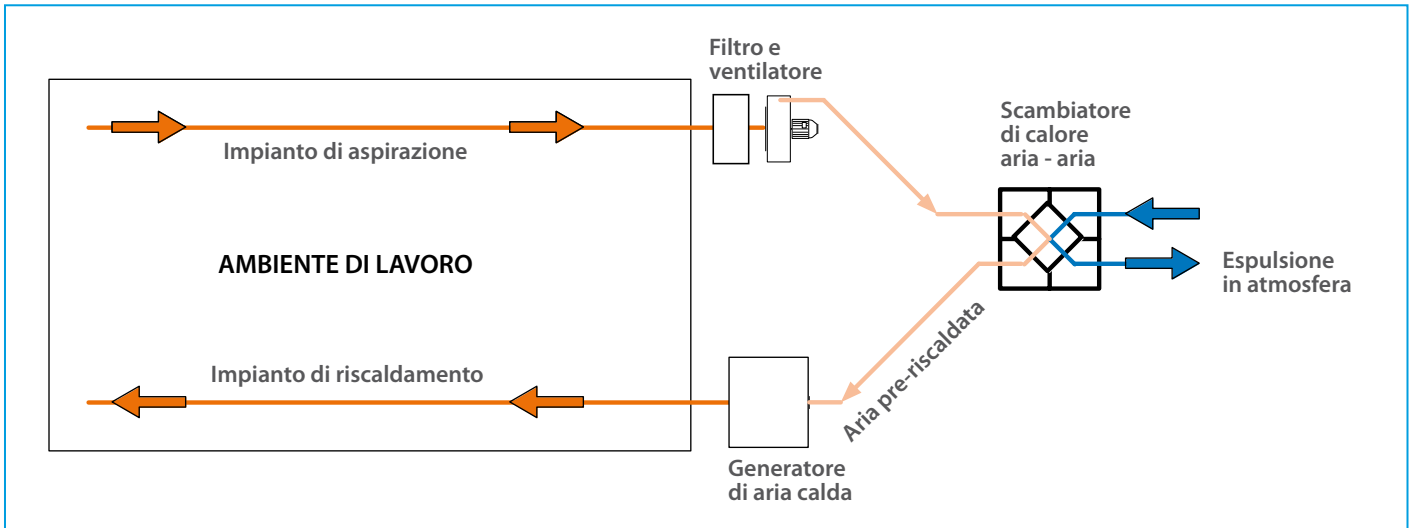 Filtro e
ventilatore
Impianto di aspirazione
Scambiatore
di calore
aria - aria
AMBIENTE DI LAVORO
Espulsione
in atmosfera
Aria pre-riscaldata
Impianto di riscaldamento
Generatore
di aria calda